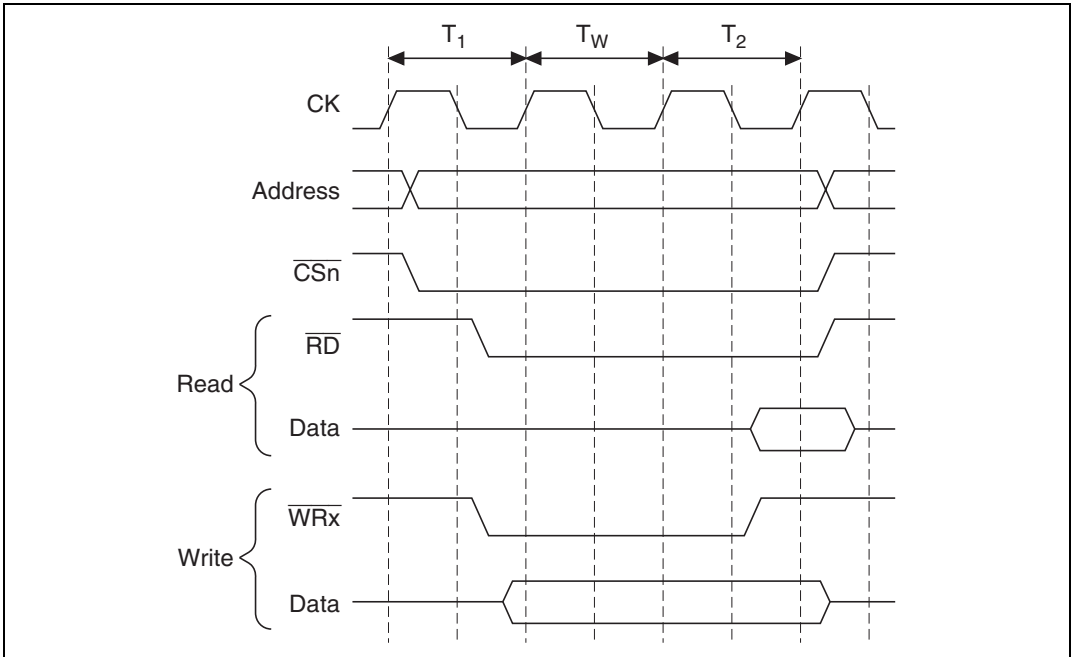 T1 TW T2
CK
Address
CSn
RD
Read
Data
WRx
Write
Data